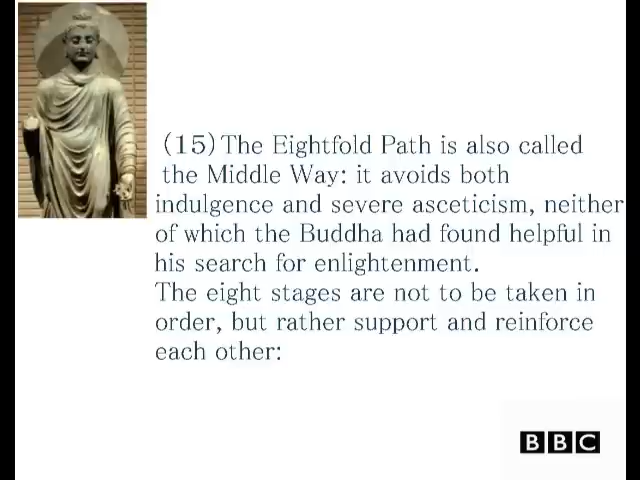 (15) The Eightfold Path is also called
the Middle Way: it avoids both
indulgence and severe asceticism, neither
of which the Buddha had found helpful in
his search for enlightenment.
The eight stages are not to be taken in
order, but rather support and reinforce
each other:
BBC